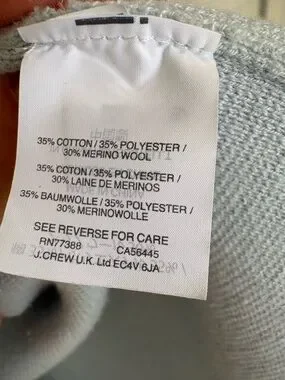 35% COTTON / 35% POLYESTER /
30% MERINO WOOL
35% COTON / 35% POLYESTER /
30% LAINE DE MERINOS
35% BAUMWOLLE / 35% POLYESTER /
30% MERINOWOLLE
SEE REVERSE FOR CARE
RN77388 CA56445
J.CREW U.K. Ltd EC4V 6JA